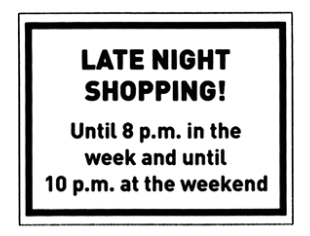 LATE NIGHT
SHOPPING!
Until 8 p.m. in the
week and until
10 p.m. at the weekend